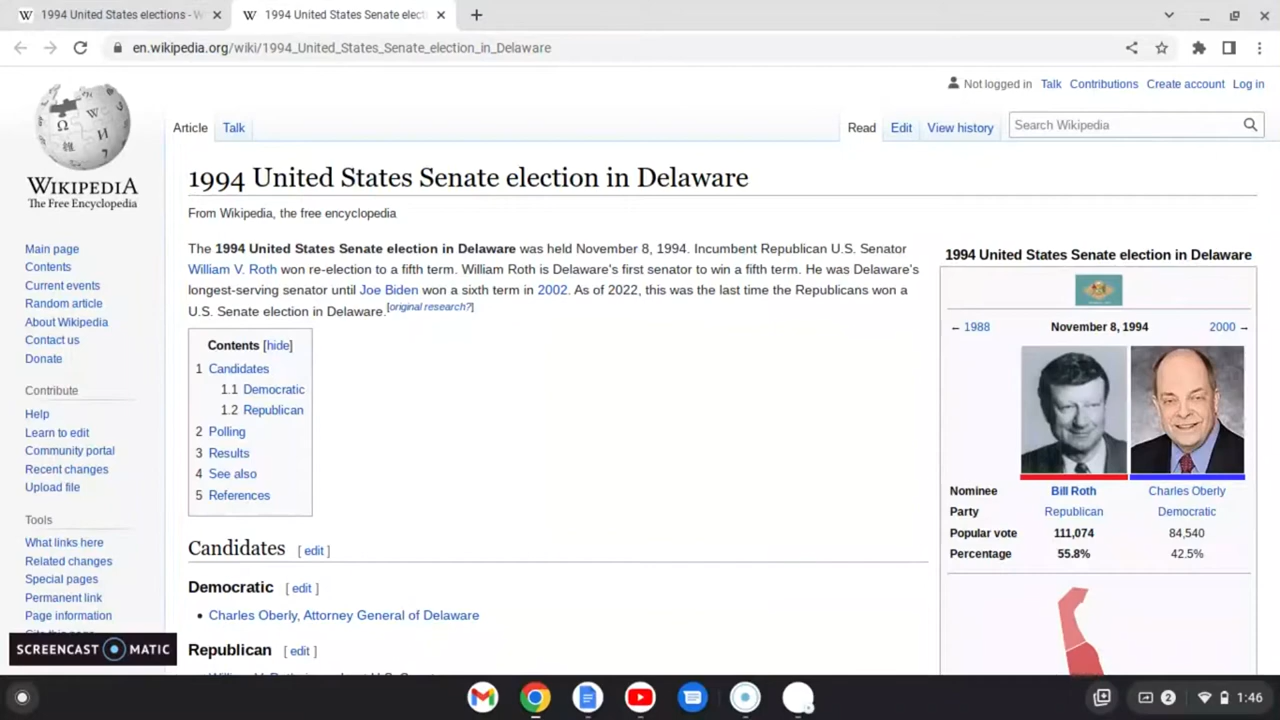 1994 United States elections - W
1994 United States Senate elect
en.wikipedia.org/wiki/1994_United_States_Senate_election_in_Delaware
Not logged in Talk Contributions Create account Log in
Article Talk Read Edit View history Search Wikipedia
WIKIPEDIA
The Free Encyclopedia
Main page
Contents
Current events
Random article
About Wikipedia
Contact us
Donate
Contribute
Help
Learn to edit
Community portal
Recent changes
Upload file
Tools
What links here
Related changes
Special pages
Permanent link
Page information
Cite this page
SCREENCAST MATIC
1994 United States Senate election in Delaware
From Wikipedia, the free encyclopedia
The 1994 United States Senate election in Delaware was held November 8, 1994. Incumbent Republican U.S. Senator
William V. Roth won re-election to a fifth term. William Roth is Delaware's first senator to win a fifth term. He was Delaware's
longest-serving senator until Joe Biden won a sixth term in 2002. As of 2022, this was the last time the Republicans won a
U.S. Senate election in Delaware.[original research?]
Contents [hide]
1 Candidates
1.1 Democratic
1.2 Republican
2 Polling
3 Results
4 See also
5 References
Candidates [ edit ]
Democratic [ edit ]
• Charles Oberly, Attorney General of Delaware
Republican [ edit ]
1994 United States Senate election in Delaware
← 1988 November 8, 1994 2000 →
Nominee Bill Roth Charles Oberly
Party Republican Democratic
Popular vote 111,074 84,540
Percentage 55.8% 42.5%
2 1:46